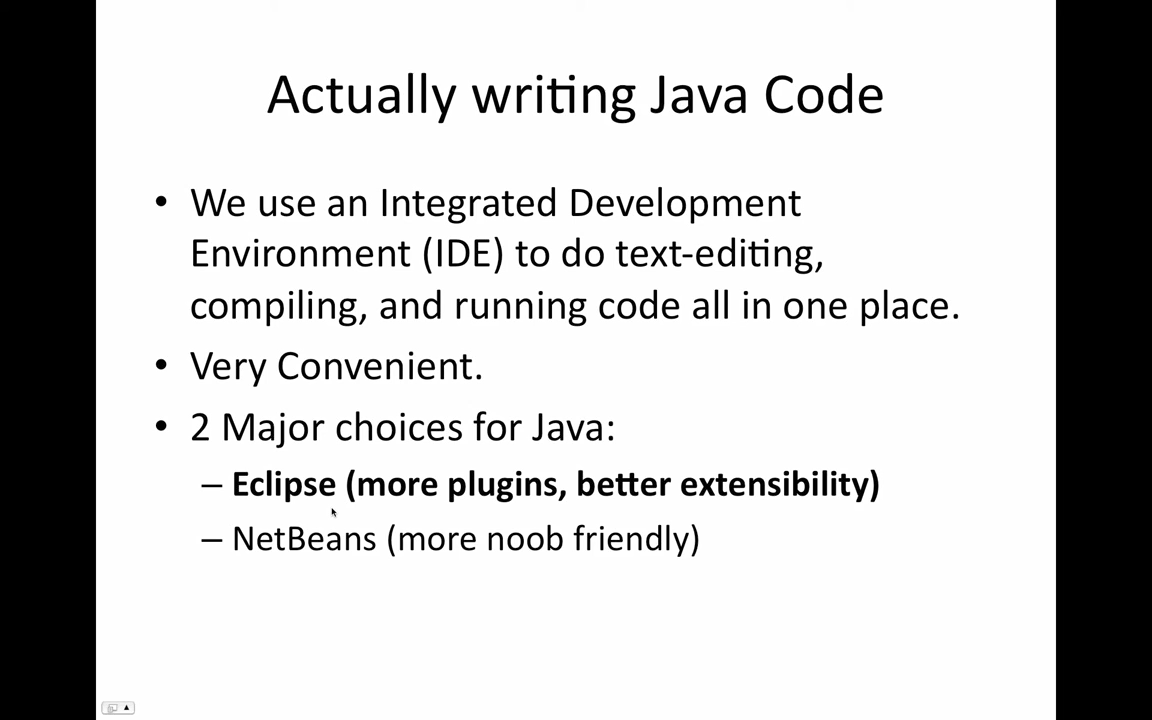 Actually writing Java Code
• We use an Integrated Development
Environment (IDE) to do text-editing,
compiling, and running code all in one place.
• Very Convenient.
• 2 Major choices for Java:
– Eclipse (more plugins, better extensibility)
– NetBeans (more noob friendly)